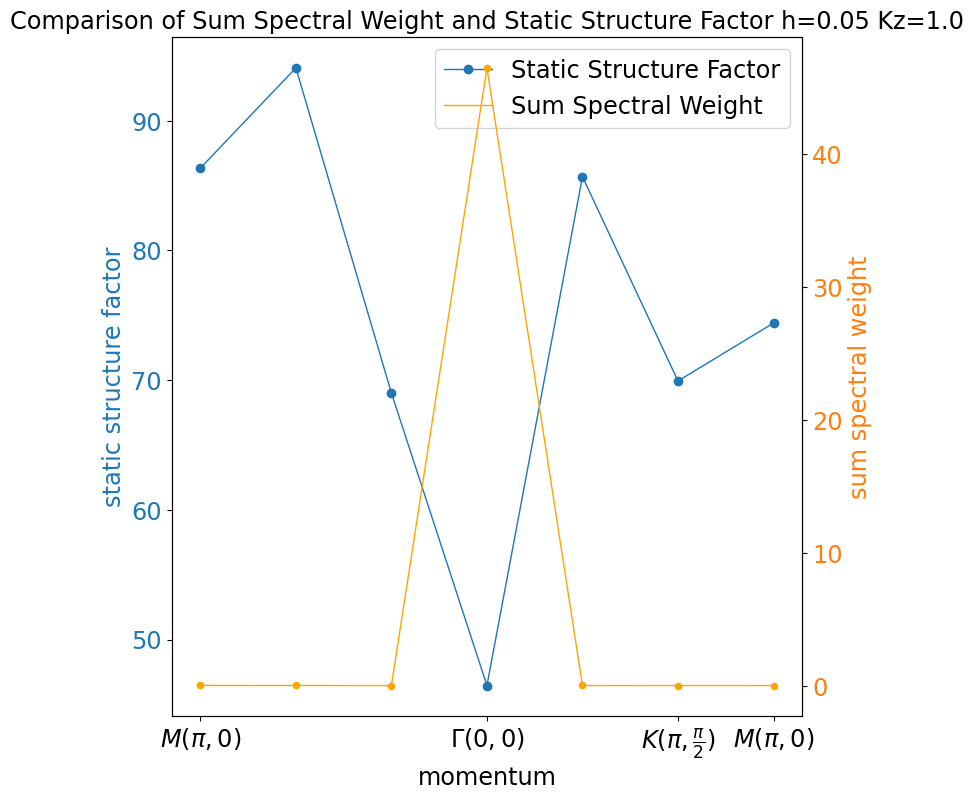 Comparison of Sum Spectral Weight and Static Structure Factor h=0.05 Kz=1.0
Static Structure Factor
Sum Spectral Weight
90
80
70
60
50
static structure factor
40
30
20
10
0
sum spectral weight
M(π, 0)
Γ(0, 0)
K(π, π/2)
M(π, 0)
momentum